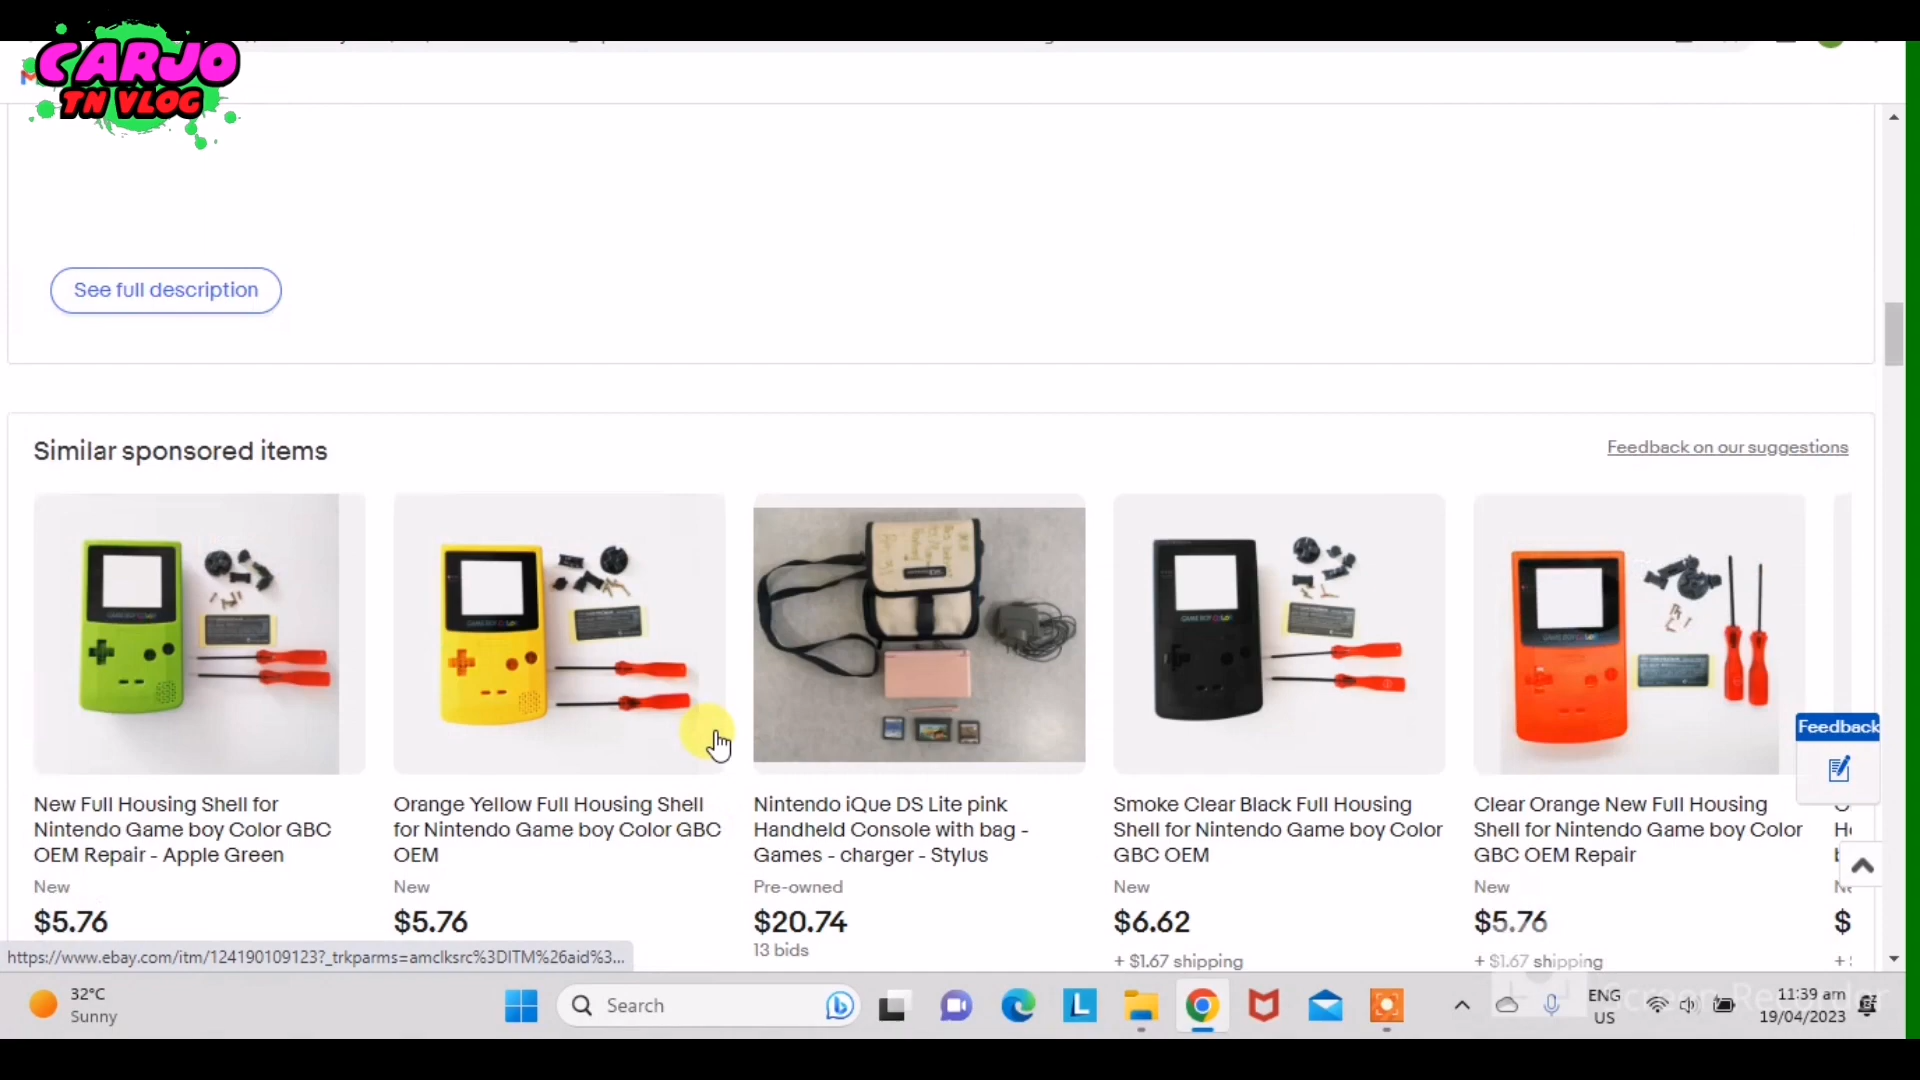 CARJO
TN VLOG
See full description
Similar sponsored items
Feedback on our suggestions
New Full Housing Shell for
Nintendo Game boy Color GBC
OEM Repair - Apple Green
New
$5.76
Orange Yellow Full Housing Shell
for Nintendo Game boy Color GBC
OEM
New
$5.76
Nintendo iQue DS Lite pink
Handheld Console with bag -
Games - charger - Stylus
Pre-owned
$20.74
13 bids
Smoke Clear Black Full Housing
Shell for Nintendo Game boy Color
GBC OEM
New
$6.62
+ $1.67 shipping
Clear Orange New Full Housing
Shell for Nintendo Game boy Color
GBC OEM Repair
New
$5.76
+ $1.67 shipping
$
Feedback
https://www.ebay.com/itm/124190109123?_trkparms=amclksrc%3DITM%26aid%3...
32°C
Sunny
Search
ENG
US
Screen Recorder
11:39 am
19/04/2023